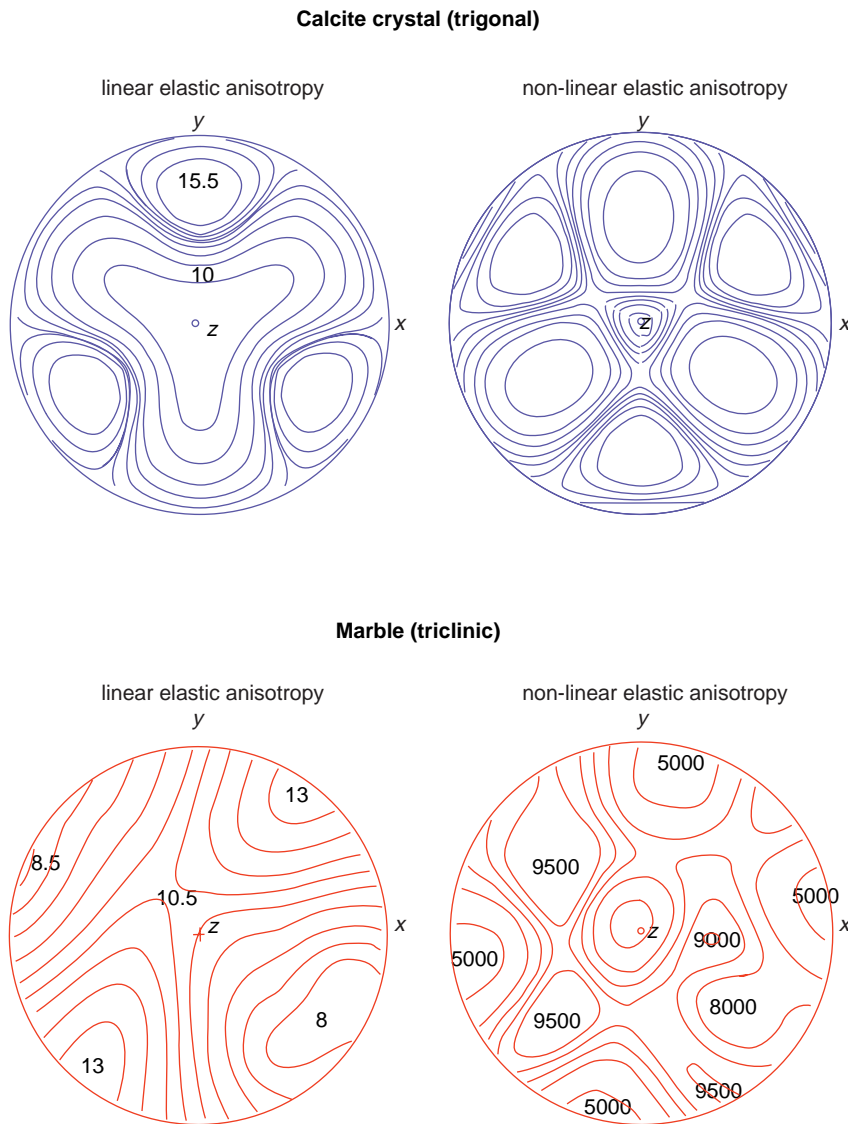 Calcite crystal (trigonal)
linear elastic anisotropy
non-linear elastic anisotropy
y
y
15.5
10
z
x
z
x
Marble (triclinic)
linear elastic anisotropy
non-linear elastic anisotropy
y
y
13
8.5
10.5
z
x
8
13
5000
9500
5000
z
x
9000
5000
8000
9500
9500
5000